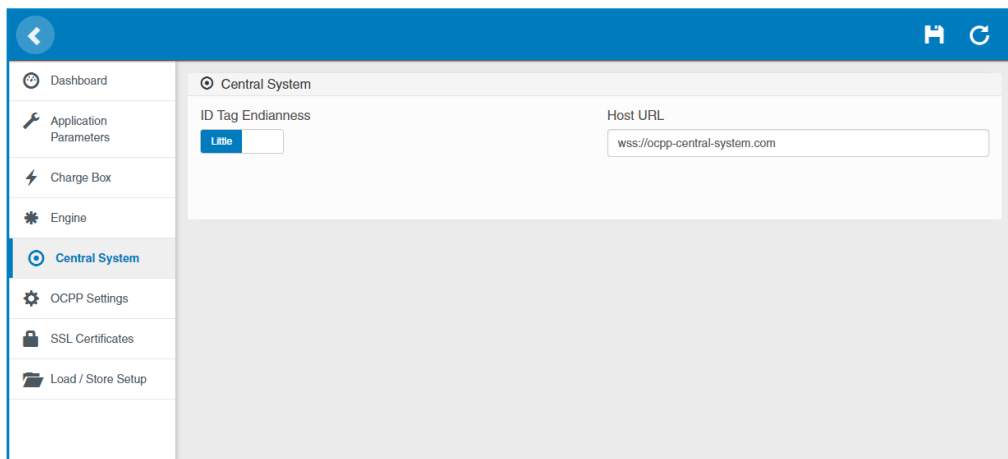 Dashboard
Application
Parameters
Charge Box
Engine
Central System
OCPP Settings
SSL Certificates
Load / Store Setup
Central System
ID Tag Endianness
Little
Host URL
wss://ocpp-central-system.com